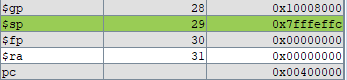 $gp 28 0x10008000
$sp 29 0x7fffeffc
$fp 30 0x00000000
$ra 31 0x00000000
pc 0x00400000